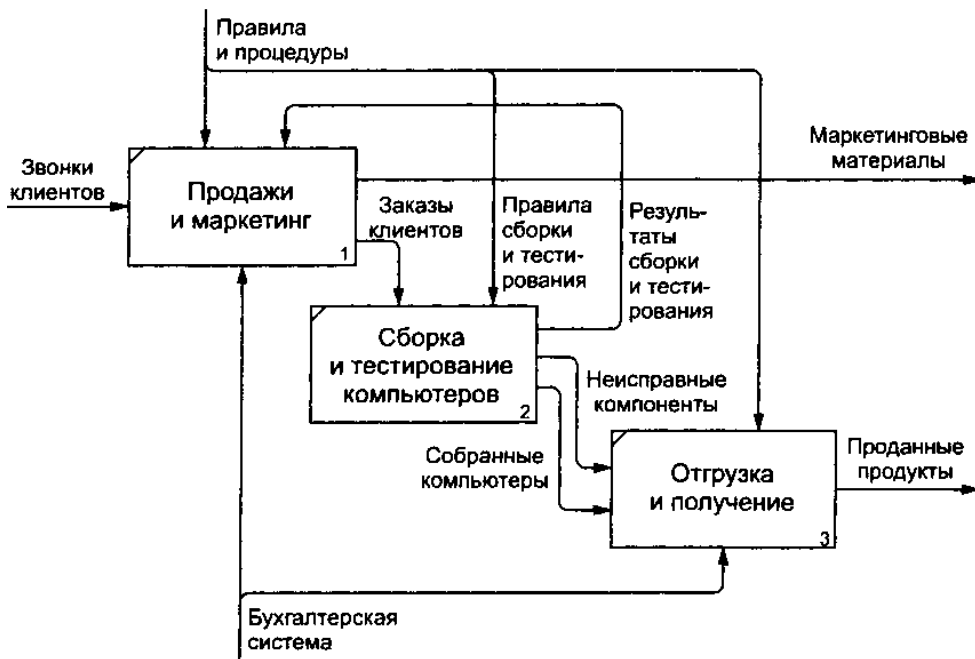 Правила
и процедуры
Звонки
клиентов
Продажи
и маркетинг
1
Маркетинговые
материалы
Заказы
клиентов
Правила
сборки
и тести-
рования
Резуль-
таты
сборки
и тести-
рования
Сборка
и тестирование
компьютеров
2
Неисправные
компоненты
Собранные
компьютеры
Отгрузка
и получение
3
Проданные
продукты
Бухгалтерская
система